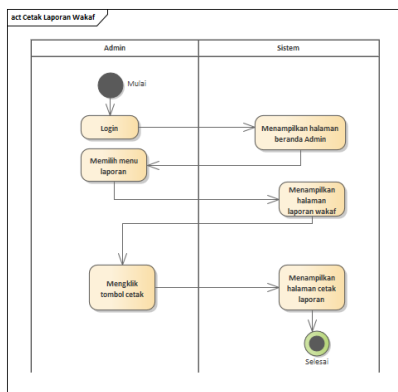 act Cetak Laporan Wakaf
Admin
Sistem
Mulai
Login
Menampilkan halaman
beranda Admin
Memilih menu
laporan
Menampilkan
halaman
laporan wakaf
Mengklik
tombol cetak
Menampilkan
halaman cetak
laporan
Selesai